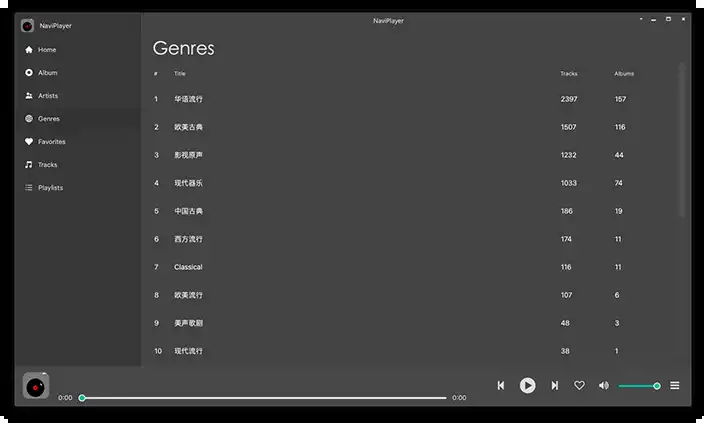 NaviPlayer
NaviPlayer
Home
Album
Artists
Genres
Favorites
Tracks
Playlists
Genres
# Title Tracks Albums
1 华语流行 2397 157
2 欧美古典 1507 116
3 影视原声 1232 44
4 现代器乐 1033 74
5 中国古典 186 19
6 西方流行 174 11
7 Classical 116 11
8 欧美流行 107 6
9 美声歌剧 48 3
10 现代流行 38 1
0:00 0:00